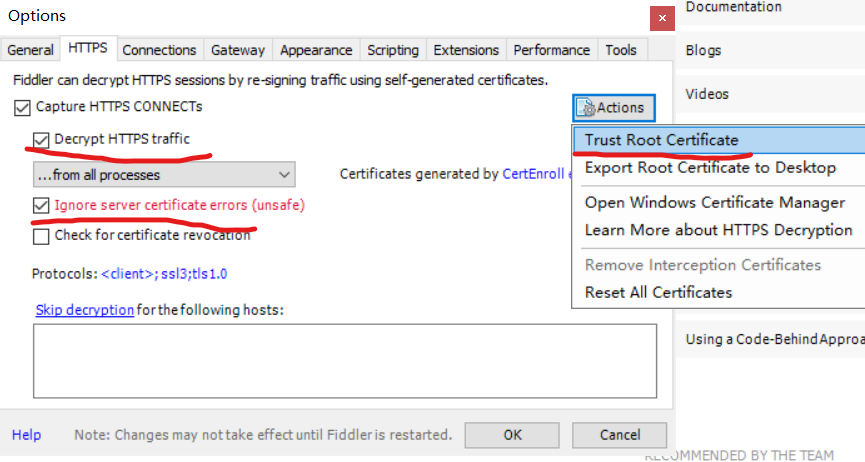 Options
Documentation
General HTTPS Connections Gateway Appearance Scripting Extensions Performance Tools
Blogs
Fiddler can decrypt HTTPS sessions by re-signing traffic using self-generated certificates.
Videos
Capture HTTPS CONNECTs
Actions
Decrypt HTTPS traffic
Trust Root Certificate
...from all processes
Certificates generated by CertEnroll e
Export Root Certificate to Desktop
Ignore server certificate errors (unsafe)
Open Windows Certificate Manager
Check for certificate revocation
Learn More about HTTPS Decryption
Protocols: <client>; ssl3;tls1.0
Remove Interception Certificates
Reset All Certificates
Skip decryption for the following hosts:
Using a Code-Behind Approa
Help
Note: Changes may not take effect until Fiddler is restarted.
OK
Cancel
RECOMMENDED BY THE TEAM